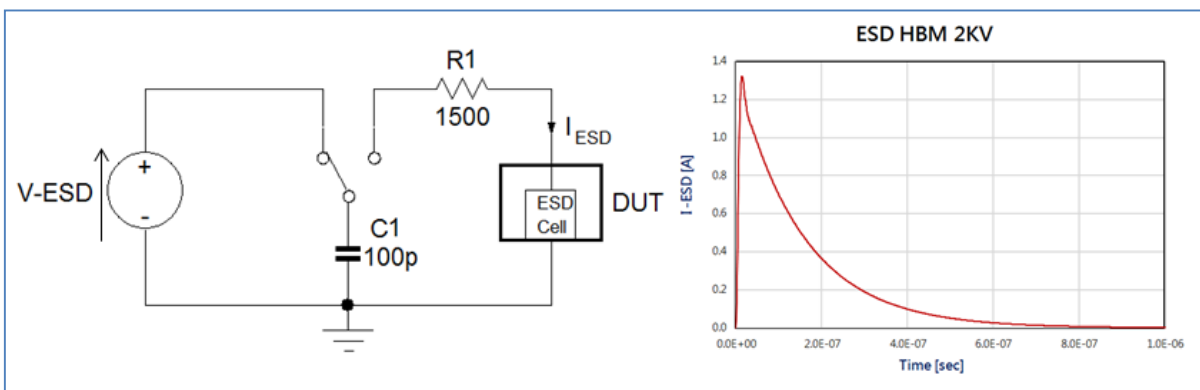 V-ESD
+
-
C1
100p
R1
1500
I ESD
ESD
Cell
DUT
ESD HBM 2KV
I-ESD [A]
1.4
1.2
1.0
0.8
0.6
0.4
0.2
0.0
0.0E+00 2.0E-07 4.0E-07 6.0E-07 8.0E-07 1.0E-06
Time [sec]